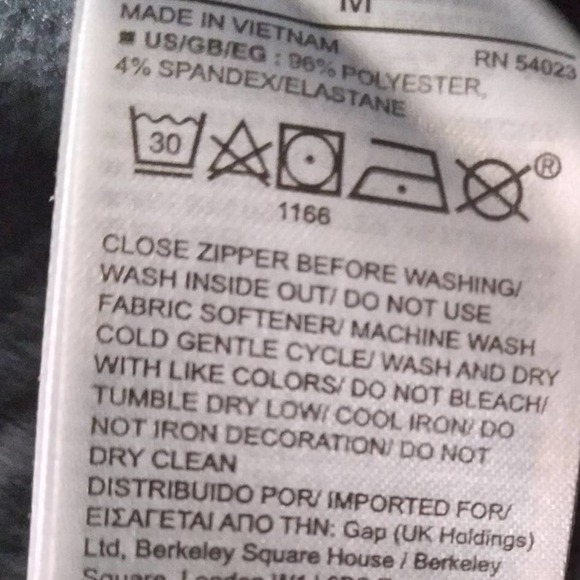 M
MADE IN VIETNAM
RN 54023
US/GB/EG : 96% POLYESTER,
4% SPANDEX/ELASTANE
30
®
1166
CLOSE ZIPPER BEFORE WASHING/
WASH INSIDE OUT/ DO NOT USE
FABRIC SOFTENER/ MACHINE WASH
COLD GENTLE CYCLE/ WASH AND DRY
WITH LIKE COLORS/ DO NOT BLEACH/
TUMBLE DRY LOW/ COOL IRON/ DO
NOT IRON DECORATION/ DO NOT
DRY CLEAN
DISTRIBUIDO POR/ IMPORTED FOR/
ΕΙΣΑΓΕΤΑΙ ΑΠΟ ΤΗΝ: Gap (UK Holdings)
Ltd, Berkeley Square House / Berkeley
Square, London